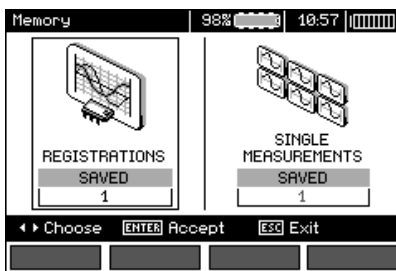 Memory 98% 10:57
REGISTRATIONS
SAVED
1
SINGLE
MEASUREMENTS
SAVED
1
Choose ENTER Accept ESC Exit